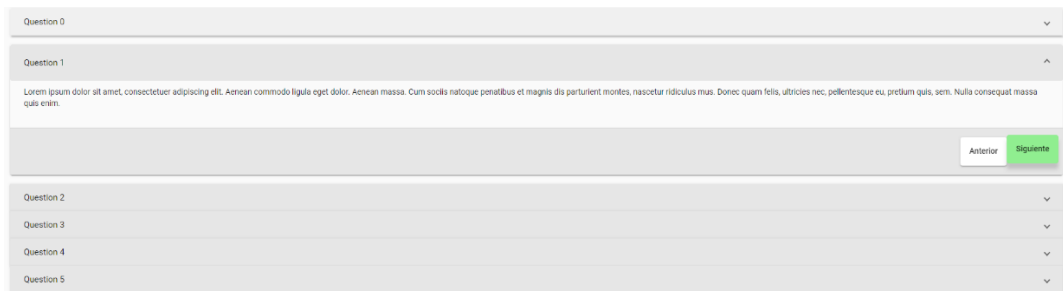 Question 0
Question 1
Lorem ipsum dolor sit amet, consectetuer adipiscing elit. Aenean commodo ligula eget dolor. Aenean massa. Cum sociis natoque penatibus et magnis dis parturient montes, nascetur ridiculus mus. Donec quam felis, ultricies nec, pellentesque eu, pretium quis, sem. Nulla consequat massa
quis enim.
Anterior Siguiente
Question 2
Question 3
Question 4
Question 5